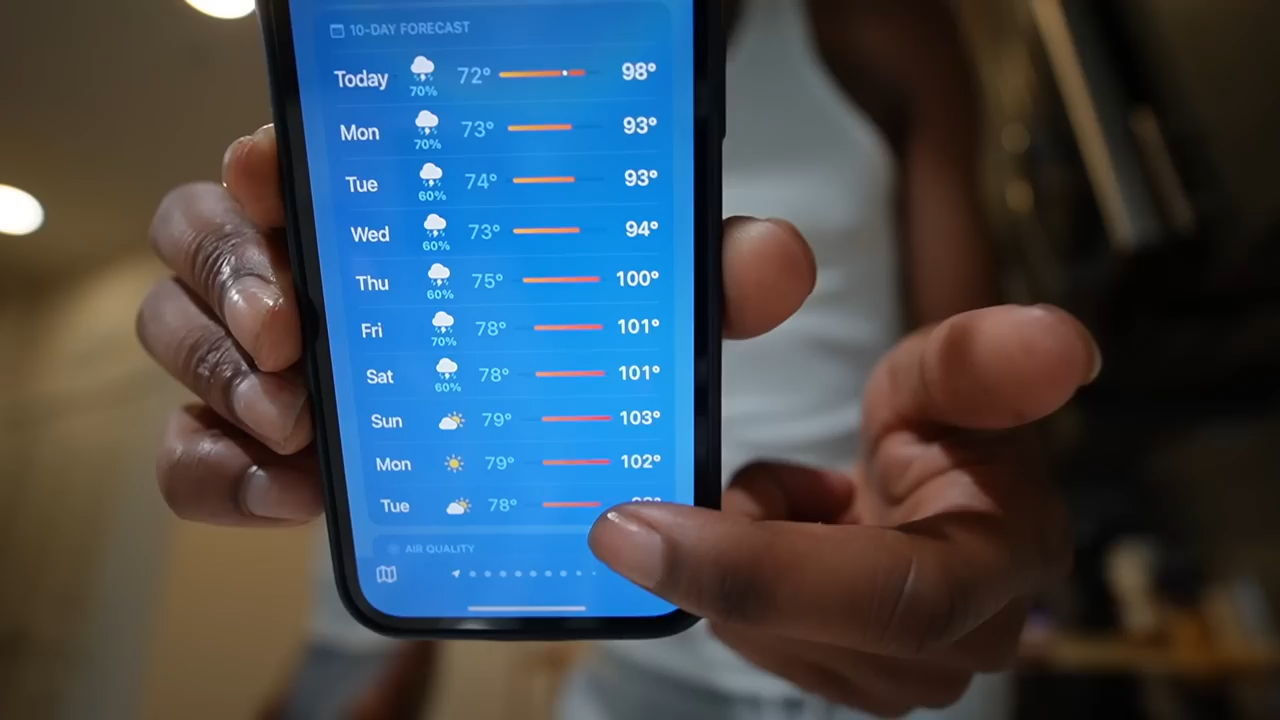 10-DAY FORECAST
Today 70% 72° 98°
Mon 70% 73° 93°
Tue 60% 74° 93°
Wed 60% 73° 94°
Thu 60% 75° 100°
Fri 70% 78° 101°
Sat 60% 78° 101°
Sun 79° 103°
Mon 79° 102°
Tue 78°
AIR QUALITY